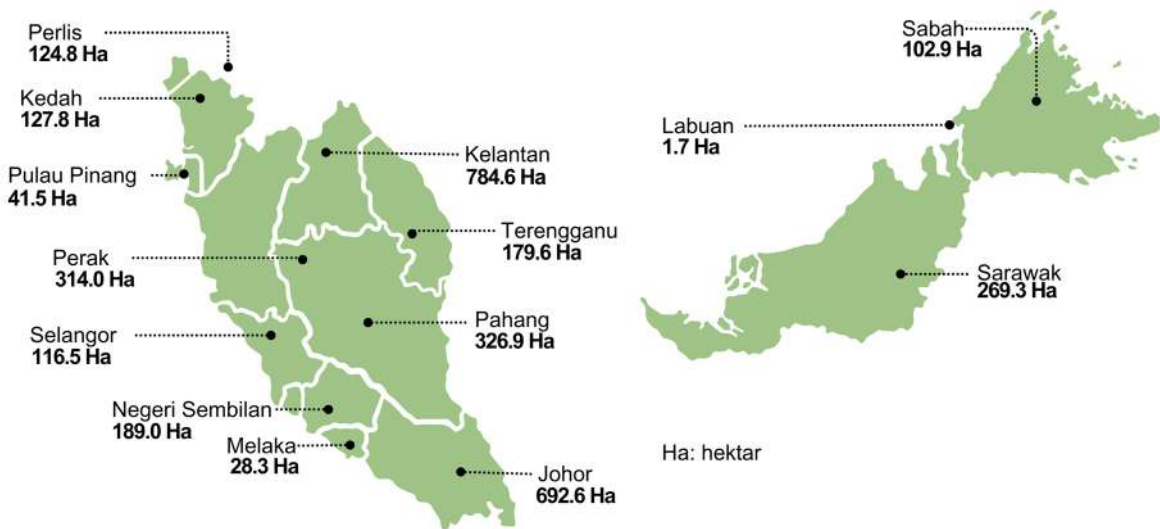 Perlis
124.8 Ha
Kedah
127.8 Ha
Pulau Pinang
41.5 Ha
Perak
314.0 Ha
Selangor
116.5 Ha
Negeri Sembilan
189.0 Ha
Melaka
28.3 Ha
Kelantan
784.6 Ha
Terengganu
179.6 Ha
Pahang
326.9 Ha
Johor
692.6 Ha
Sabah
102.9 Ha
Labuan
1.7 Ha
Sarawak
269.3 Ha
Ha: hektar